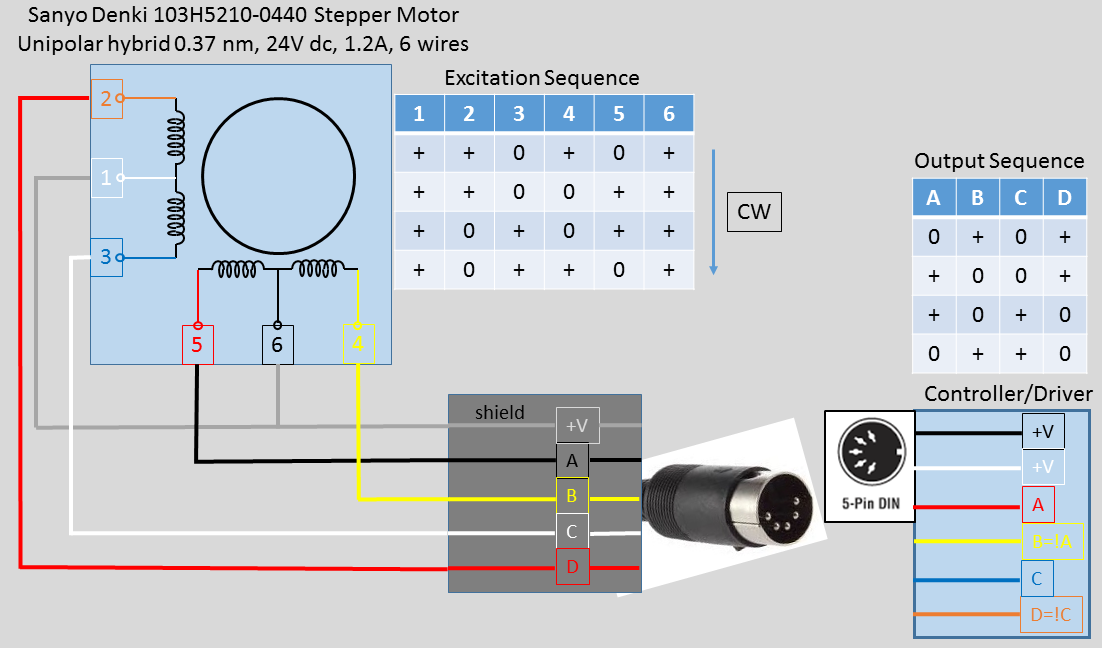 Sanyo Denki 103H5210-0440 Stepper Motor
Unipolar hybrid 0.37 nm, 24V dc, 1.2A, 6 wires
2
1
3
5 6 4
Excitation Sequence
1 2 3 4 5 6
+ + 0 + 0 +
+ + 0 0 + +
+ 0 + 0 + +
+ 0 + + 0 +
CW
Output Sequence
A B C D
0 + 0 +
+ 0 0 +
+ 0 + 0
0 + + 0
shield
+V
A
B
C
D
5-Pin DIN
Controller/Driver
+V
+V
A
B=!A
C
D=!C